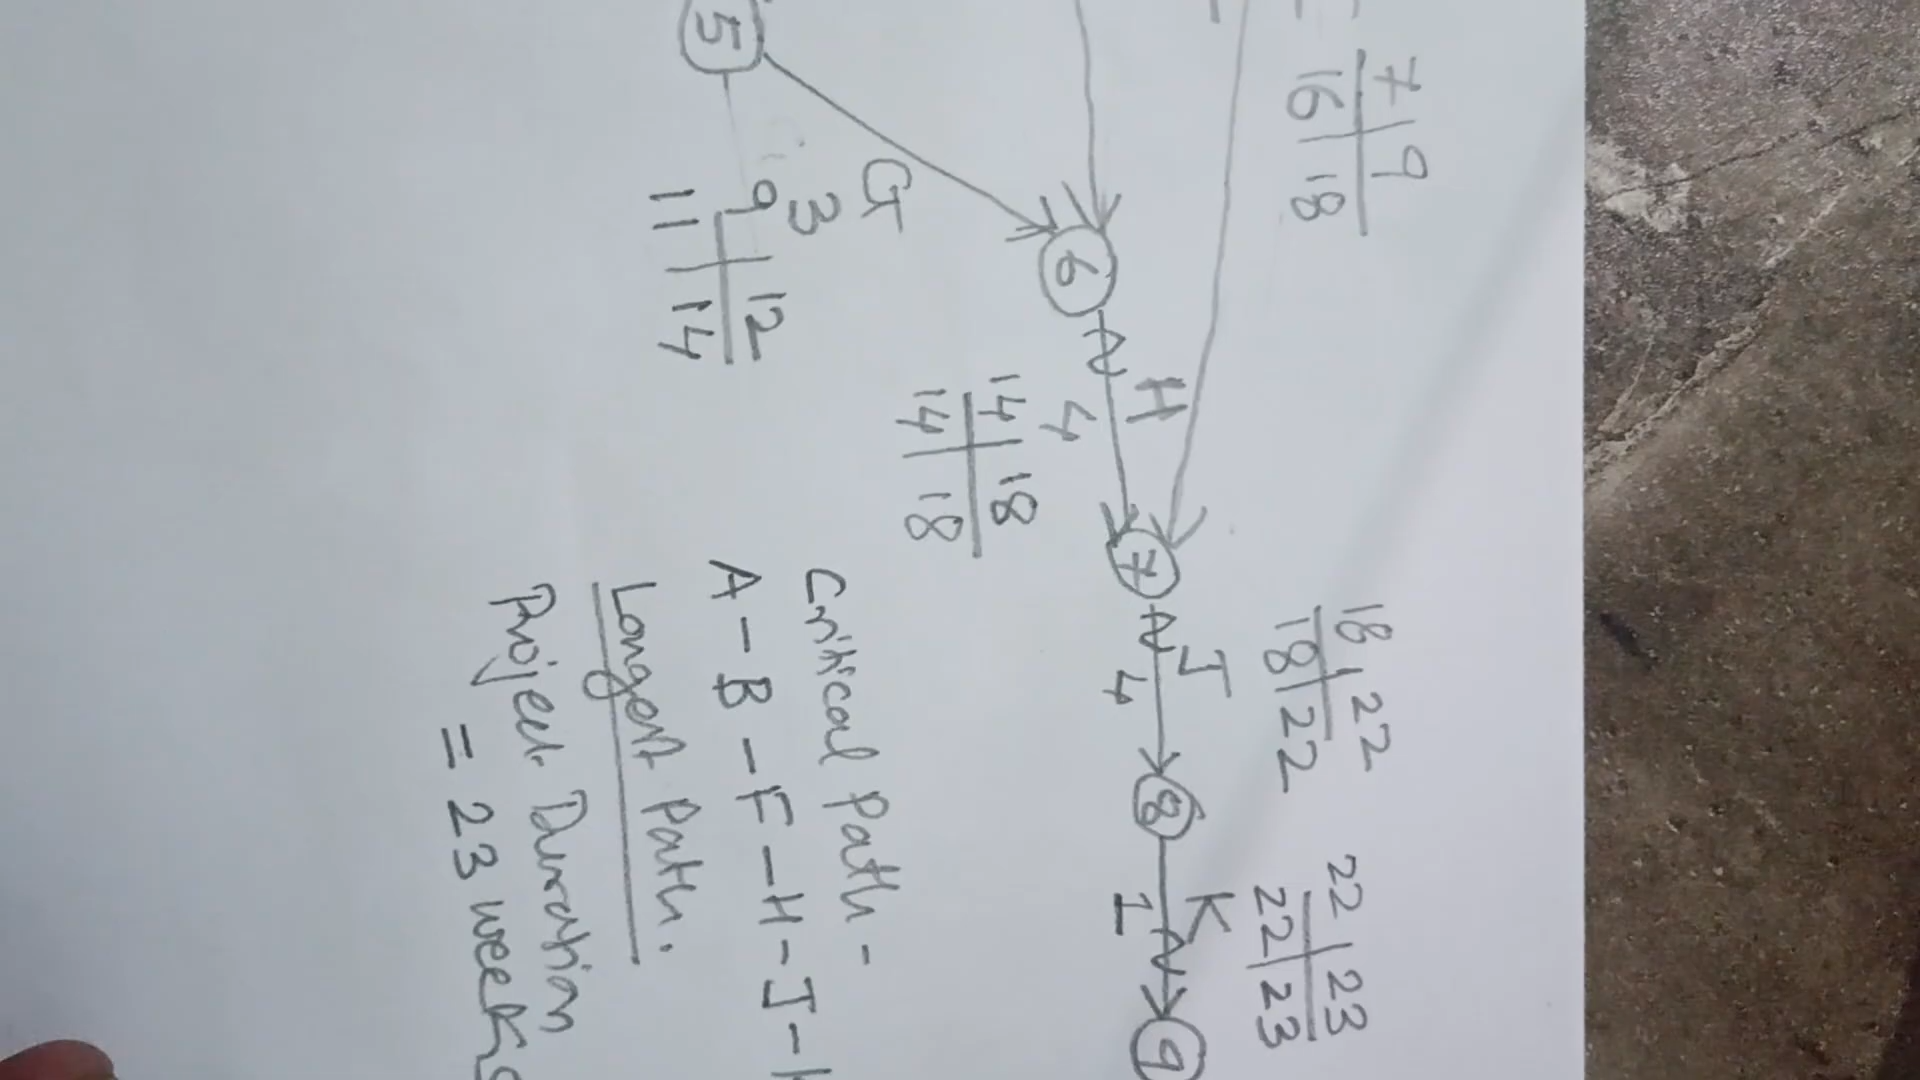 7 | 9
16 | 18
5
G
3
9 | 12
11 | 14
6
H
4
14 | 18
14 | 18
7
18 | 22
18 | 22
J
4
8
22 | 23
22 | 23
K
1
9
Critical Path -
A - B - F - H - J -
Longest Path.
Project Duration
= 23 weeks